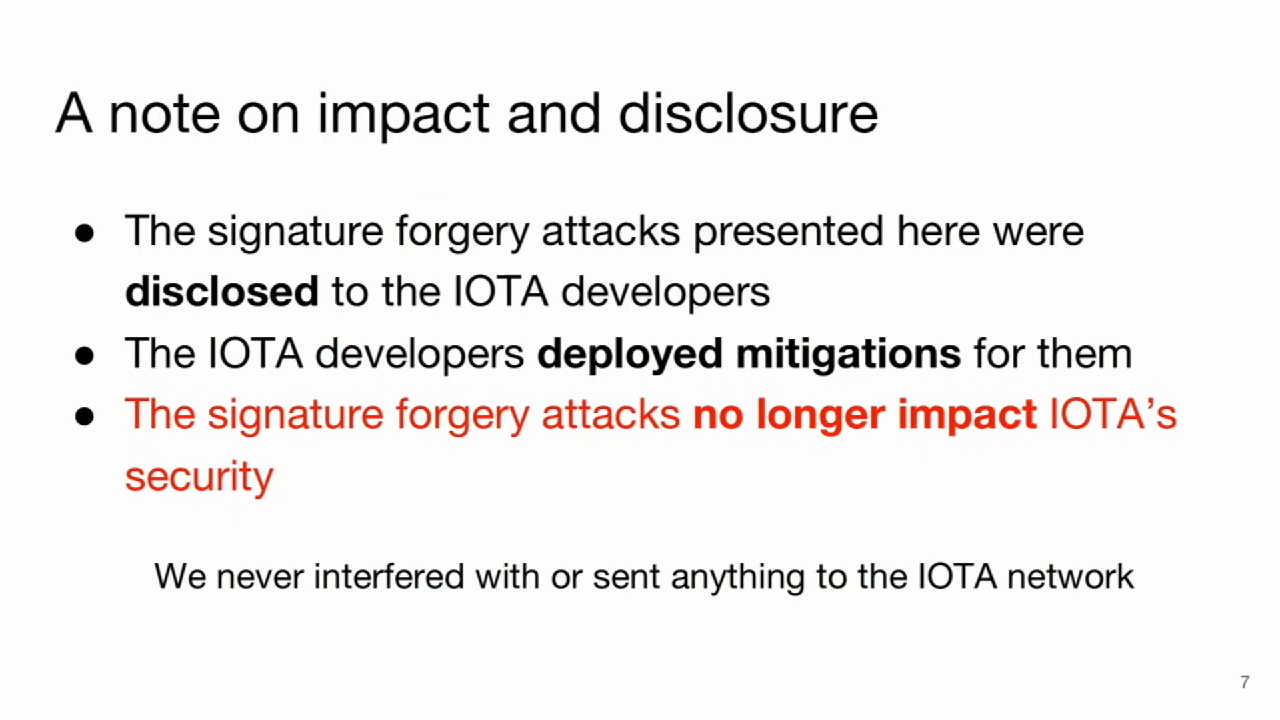 A note on impact and disclosure
● The signature forgery attacks presented here were
disclosed to the IOTA developers
● The IOTA developers deployed mitigations for them
● The signature forgery attacks no longer impact IOTA’s
security
We never interfered with or sent anything to the IOTA network
7